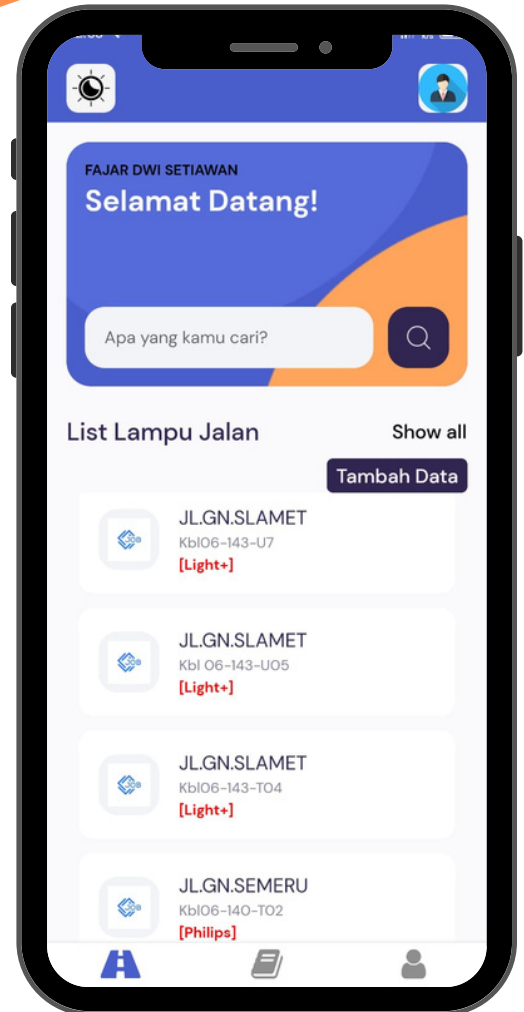 FAJAR DWI SETIAWAN
Selamat Datang!
Apa yang kamu cari?
List Lampu Jalan
Show all
Tambah Data
JL.GN.SLAMET
Kbl06-143-U7
[Light+]
JL.GN.SLAMET
Kbl 06-143-U05
[Light+]
JL.GN.SLAMET
Kbl06-143-T04
[Light+]
JL.GN.SEMERU
Kbl06-140-T02
[Philips]